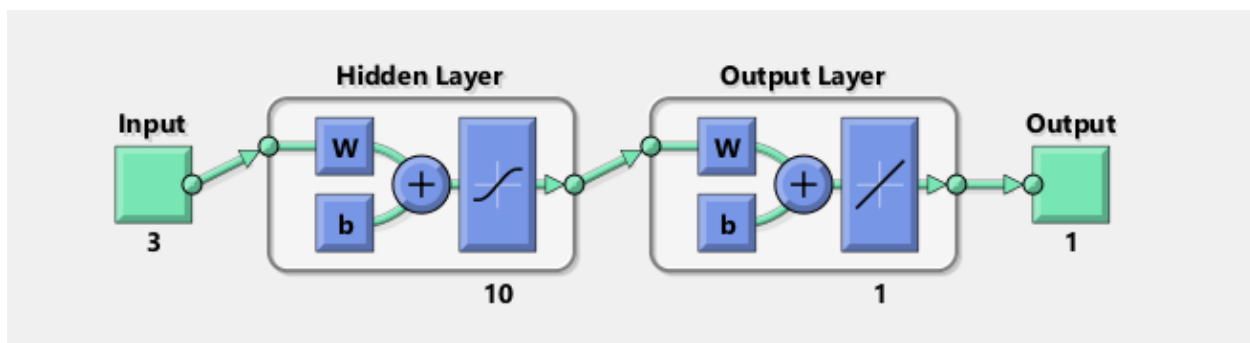 Hidden Layer
Output Layer
Input
W
b
+
W
b
+
Output
3
10
1
1